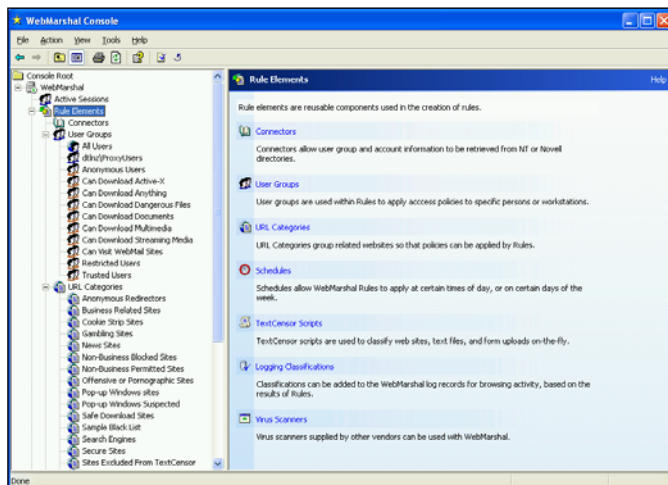 WebMarshal Console
File Action View Tools Help
Console Root
WebMarshal
Active Sessions
Rule Elements
Connectors
User Groups
All Users
dtlnz\ProxyUsers
Anonymous Users
Can Download Active-X
Can Download Anything
Can Download Dangerous Files
Can Download Documents
Can Download Multimedia
Can Download Streaming Media
Can Visit WebMail Sites
Restricted Users
Trusted Users
URL Categories
Anonymous Redirectors
Business Related Sites
Cookie Strip Sites
Gambling Sites
News Sites
Non-Business Blocked Sites
Non-Business Permitted Sites
Offensive or Pornographic Sites
Pop-up Windows sites
Pop-up Windows Suspected
Safe Download Sites
Sample Black List
Search Engines
Secure Sites
Sites Excluded From TextCensor
Rule Elements Help
Rule elements are reusable components used in the creation of rules.
Connectors
Connectors allow user group and account information to be retrieved from NT or Novell
directories.
User Groups
User groups are used within Rules to apply acccess policies to specific persons or workstations.
URL Categories
URL Categories group related websites so that policies can be applied by Rules.
Schedules
Schedules allow WebMarshal Rules to apply at certain times of day, or on certain days of the
week.
TextCensor Scripts
TextCensor scripts are used to classify web sites, text files, and form uploads on-the-fly.
Logging Classifications
Classifications can be added to the WebMarshal log records for browsing activity, based on the
results of Rules.
Virus Scanners
Virus scanners supplied by other vendors can be used with WebMarshal.
Done